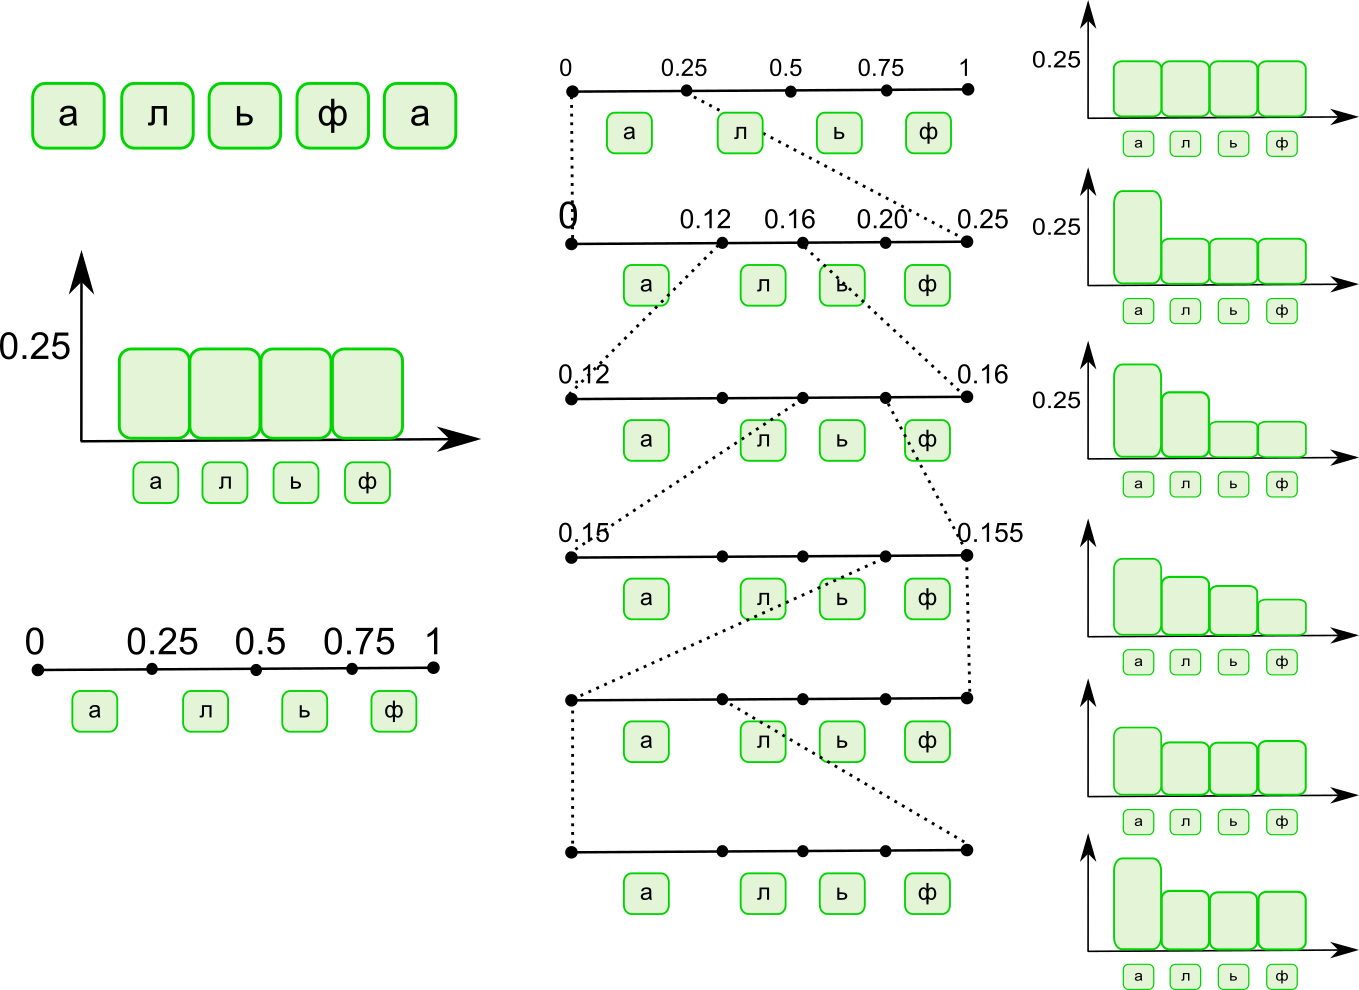 а л ь ф а
0.25
а л ь ф
0 0.25 0.5 0.75 1
а л ь ф
0 0.25 0.5 0.75 1
а л ь ф
0 0.12 0.16 0.20 0.25
а л ь ф
0.12 0.16
а л ь ф
0.15 0.155
а л ь ф
а л ь ф
а л ь ф
0.25
а л ь ф
0.25
а л ь ф
0.25
а л ь ф
а л ь ф
а л ь ф
а л ь ф